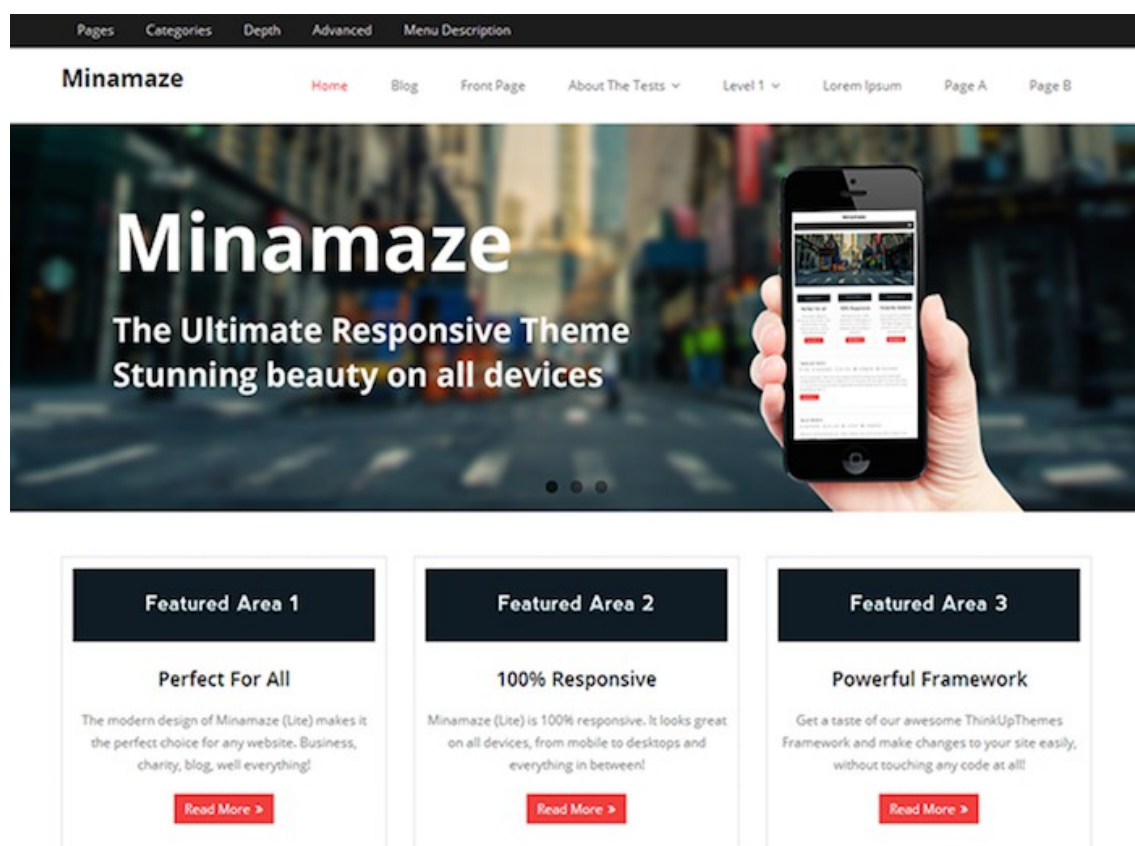 Pages Categories Depth Advanced Menu Description
Minamaze Home Blog Front Page About The Tests Level 1 Lorem Ipsum Page A Page B
Minamaze
The Ultimate Responsive Theme
Stunning beauty on all devices
Featured Area 1
Perfect For All
The modern design of Minamaze (Lite) makes it
the perfect choice for any website. Business,
charity, blog, well everything!
Read More »
Featured Area 2
100% Responsive
Minamaze (Lite) is 100% responsive. It looks great
on all devices, from mobile to desktops and
everything in between!
Read More »
Featured Area 3
Powerful Framework
Get a taste of our awesome ThinkUpThemes
Framework and make changes to your site easily,
without touching any code at all!
Read More »